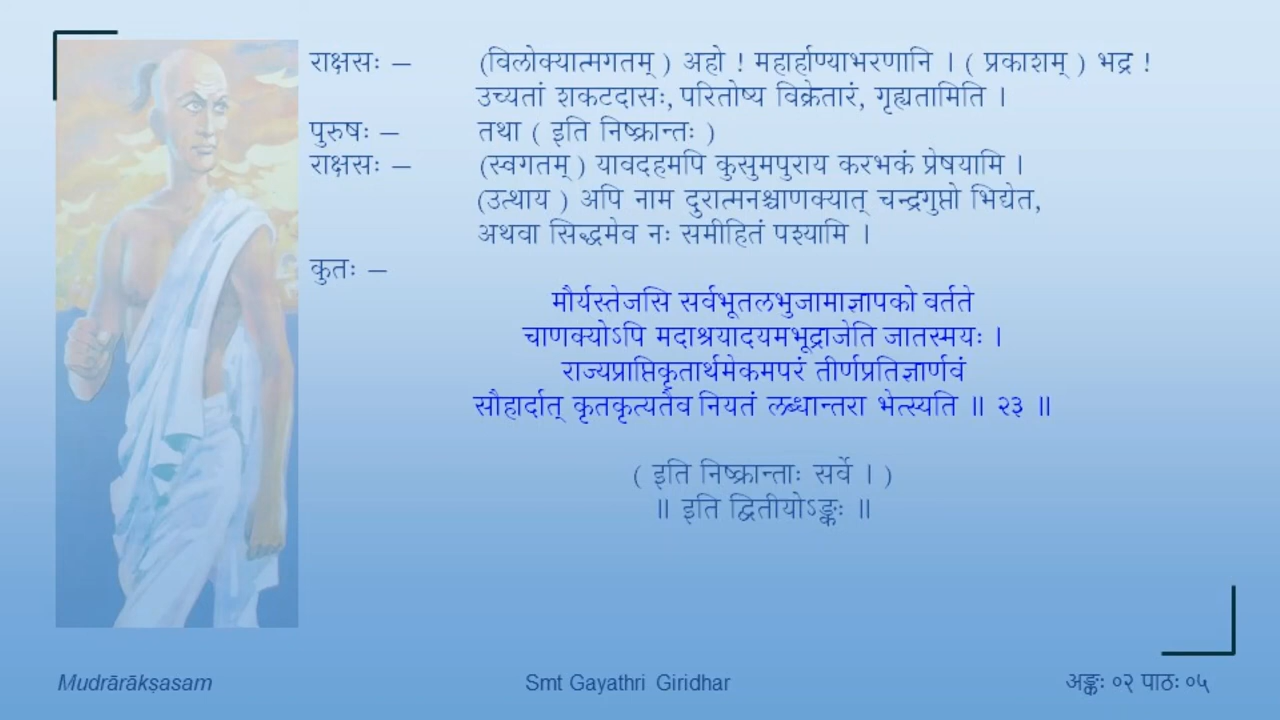 राक्षसः – (विलोक्यात्मगतम् ) अहो ! महार्हाण्याभरणानि । ( प्रकाशम् ) भद्र !
उच्यतां शकटदासः, परितोष्य विक्रेतारं, गृह्यतामिति ।
पुरुषः – तथा ( इति निष्क्रान्तः )
राक्षसः – (स्वगतम् ) यावदहमपि कुसुमपुराय करभकं प्रेषयामि ।
(उत्थाय ) अपि नाम दुरात्मनश्चाणक्यात् चन्द्रगुप्तो भिद्येत,
अथवा सिद्धमेव नः समीहितं पश्यामि ।
कुतः –
मौर्यस्तेजसि सर्वभूतलभुजामाज्ञापको वर्तते
चाणक्योऽपि मदाश्रयादयमभूद्राजेति जातस्मयः ।
राज्यप्राप्तिकृतार्थमेकमपरं तीर्णप्रतिज्ञार्णवं
सौहार्दात् कृतकृत्यतैव नियतं लब्धान्तरा भेत्स्यति ॥ २३ ॥
( इति निष्क्रान्ताः सर्वे । )
॥ इति द्वितीयोऽङ्कः ॥
Mudrārākṣasam Smt Gayathri Giridhar अङ्कः ०२ पाठः ०५